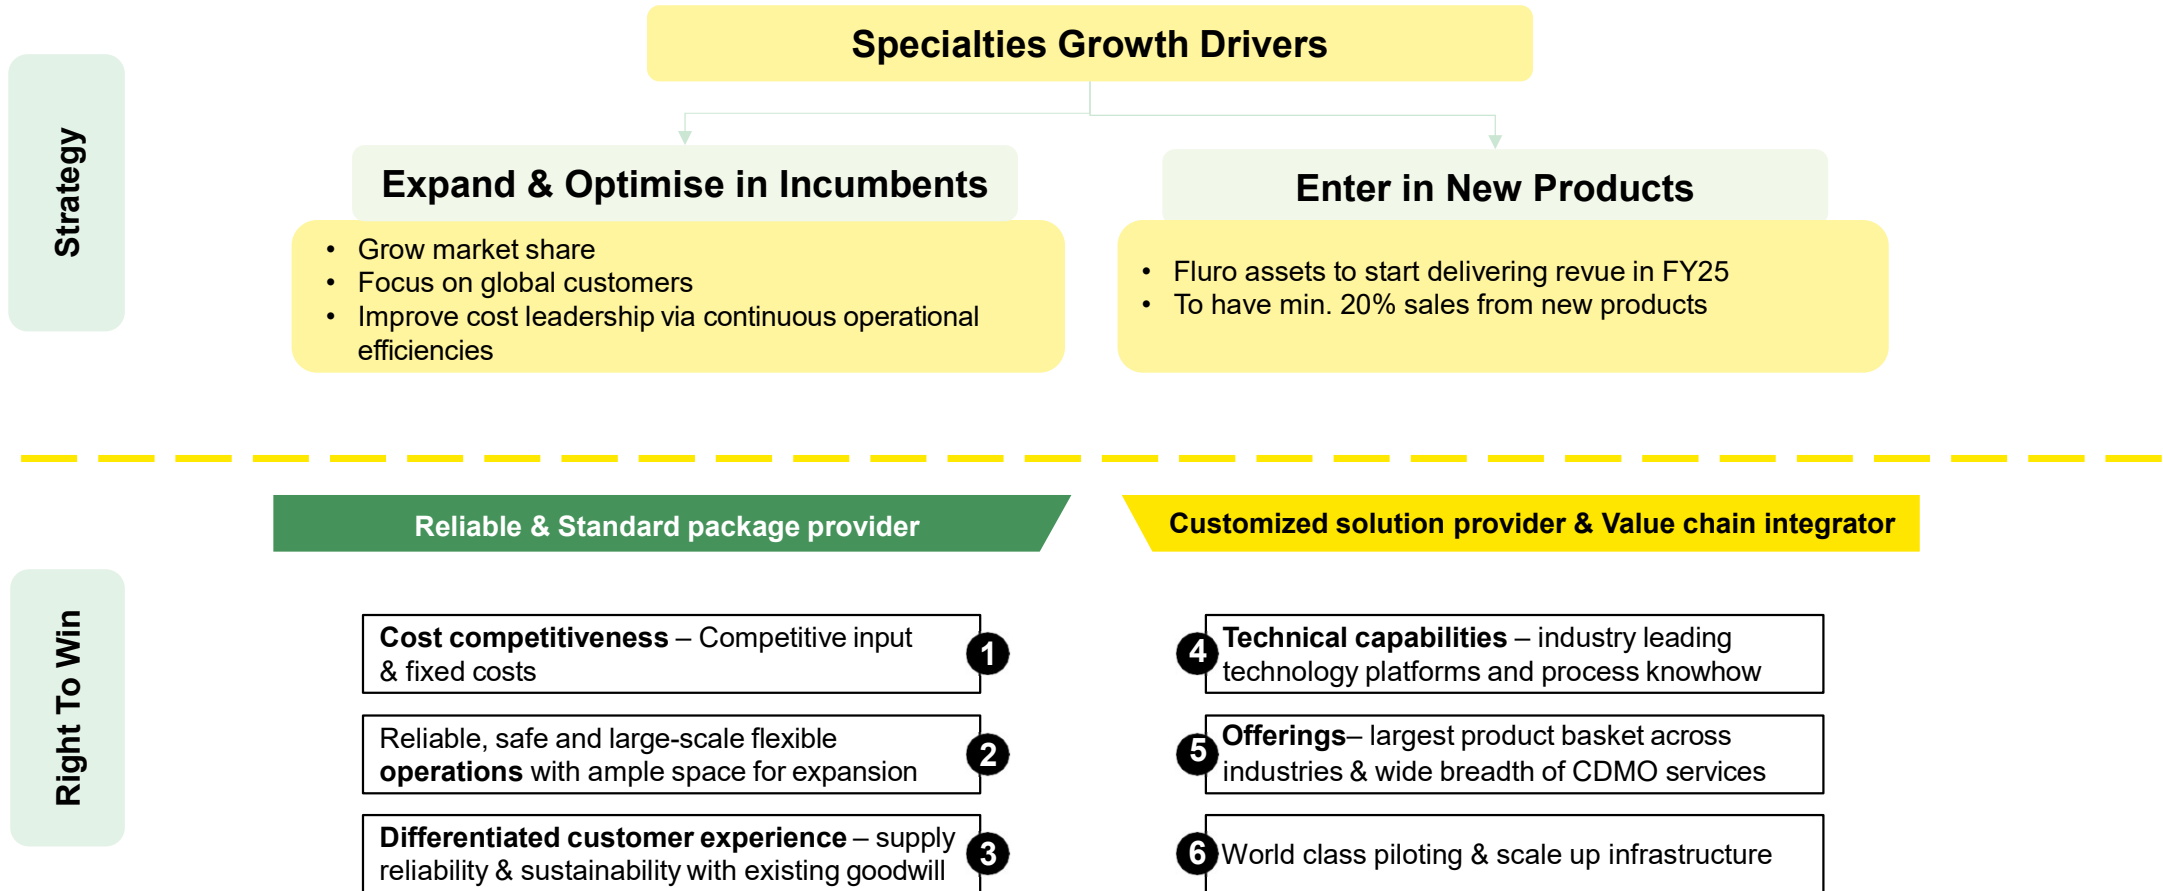 Specialties Growth Drivers
Strategy
Expand & Optimise in Incumbents
• Grow market share
• Focus on global customers
• Improve cost leadership via continuous operational
efficiencies
Enter in New Products
• Fluro assets to start delivering revue in FY25
• To have min. 20% sales from new products
Right To Win
Reliable & Standard package provider
Cost competitiveness – Competitive input
& fixed costs
1
Reliable, safe and large-scale flexible
operations with ample space for expansion
2
Differentiated customer experience – supply
reliability & sustainability with existing goodwill
3
Customized solution provider & Value chain integrator
4
Technical capabilities – industry leading
technology platforms and process knowhow
5
Offerings– largest product basket across
industries & wide breadth of CDMO services
6
World class piloting & scale up infrastructure